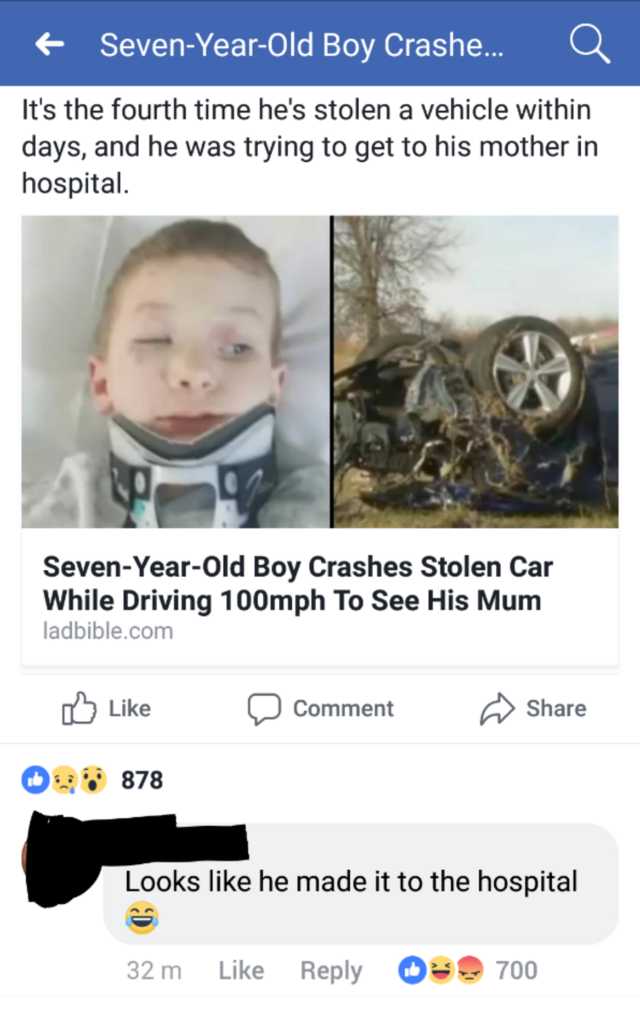 Seven-Year-Old Boy Crashe...
It's the fourth time he's stolen a vehicle within
days, and he was trying to get to his mother in
hospital.
Seven-Year-Old Boy Crashes Stolen Car
While Driving 100mph To See His Mum
ladbible.com
Like Comment Share
878
Looks like he made it to the hospital
😂
32 m Like Reply 700